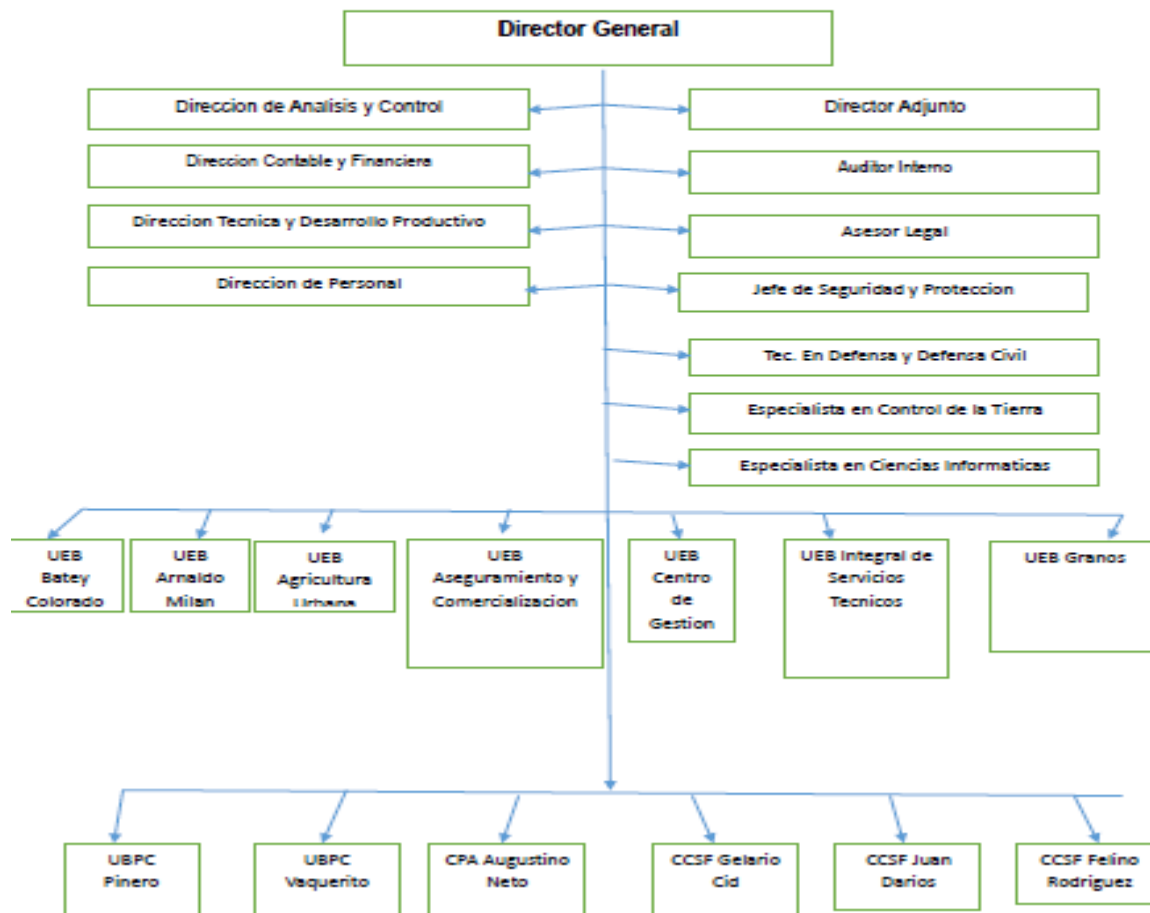 Director General
Direccion de Analisis y Control
Director Adjunto
Direccion Contable y Financiera
Auditor Interno
Direccion Tecnica y Desarrollo Productivo
Asesor Legal
Direccion de Personal
Jefe de Seguridad y Proteccion
Tec. En Defensa y Defensa Civil
Especialista en Control de la Tierra
Especialista en Ciencias Informaticas
UEB
Batey
Colorado
UEB
Arnaldo
Milan
UEB
Agricultura
Urbana
UEB
Aseguramiento y
Comercializacion
UEB
Centro
de
Gestion
UEB Integral de
Servicios
Tecnicos
UEB Granos
UBPC
Pinero
UBPC
Vaquerito
CPA Augustino
Neto
CCSF Gelario
Cid
CCSF Juan
Darios
CCSF Felino
Rodriguez